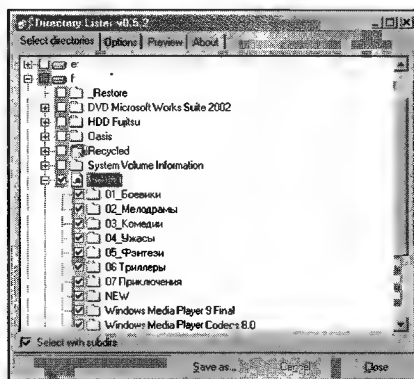 Directory Lister v0.5.3
Select directories Options Preview About
e:
f
_Restore
DVD Microsoft Works Suite 2002
HDD Fujitsu
Oasis
Recycled
System Volume Information
01_Боевики
02_Мелодрамы
03_Комедии
04_Ужасы
05_Фэнтези
06 Триллеры
07 Приключения
NEW
Windows Media Player 9 Final
Windows Media Player Codecs 8.0
Select with subdirs
Save as... Cancel Close